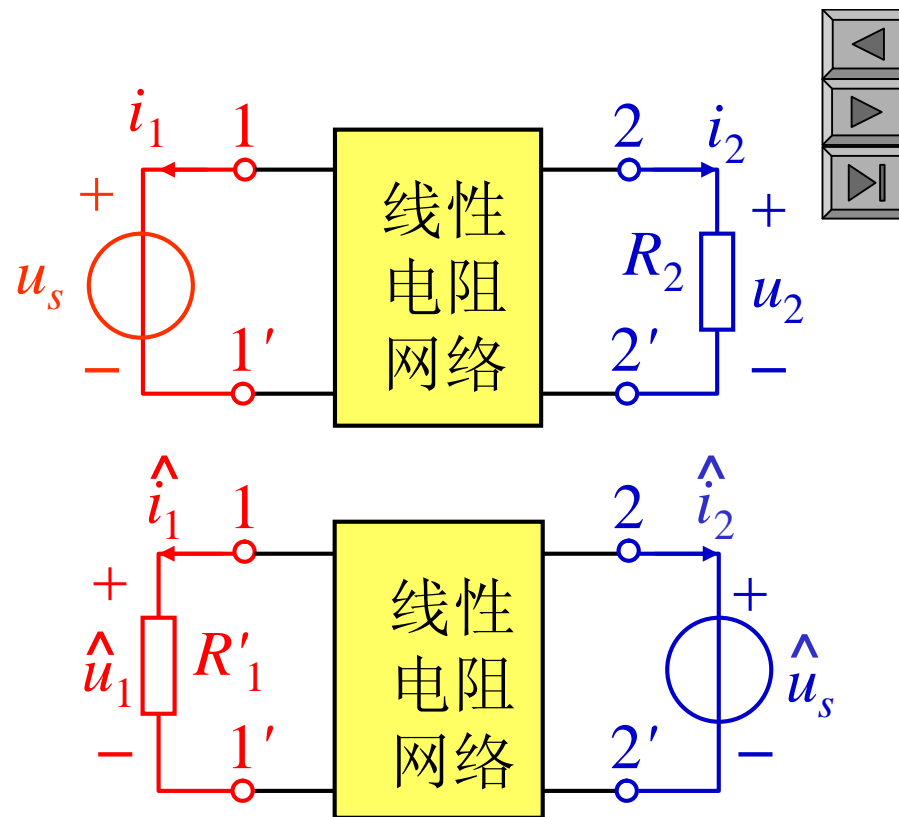 i₁ 1 2 i₂
+ 线性 +
uₛ 电阻 R₂ u₂
− 1′ 网络 2′ −
î₁ 1 2 î₂
+ 线性 +
û₁ R′₁ 电阻 ûₛ
− 1′ 网络 2′ −